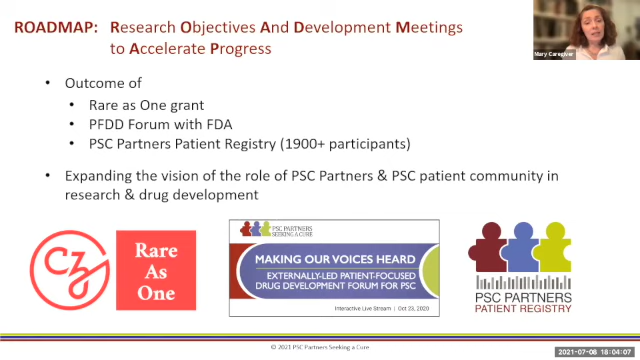 ROADMAP: Research Objectives And Development Meetings
to Accelerate Progress
Mary Caregiver
• Outcome of
• Rare as One grant
• PFDD Forum with FDA
• PSC Partners Patient Registry (1900+ participants)
• Expanding the vision of the role of PSC Partners & PSC patient community in
research & drug development
CZ
Rare
As
One
PSC PARTNERS
SEEKING A CURE
MAKING OUR VOICES HEARD
EXTERNALLY-LED PATIENT-FOCUSED
DRUG DEVELOPMENT FORUM FOR PSC
Interactive Live Stream | Oct 23, 2020
PSC PARTNERS
PATIENT REGISTRY
© 2021 PSC Partners Seeking a Cure
2021-07-08 18:04:07